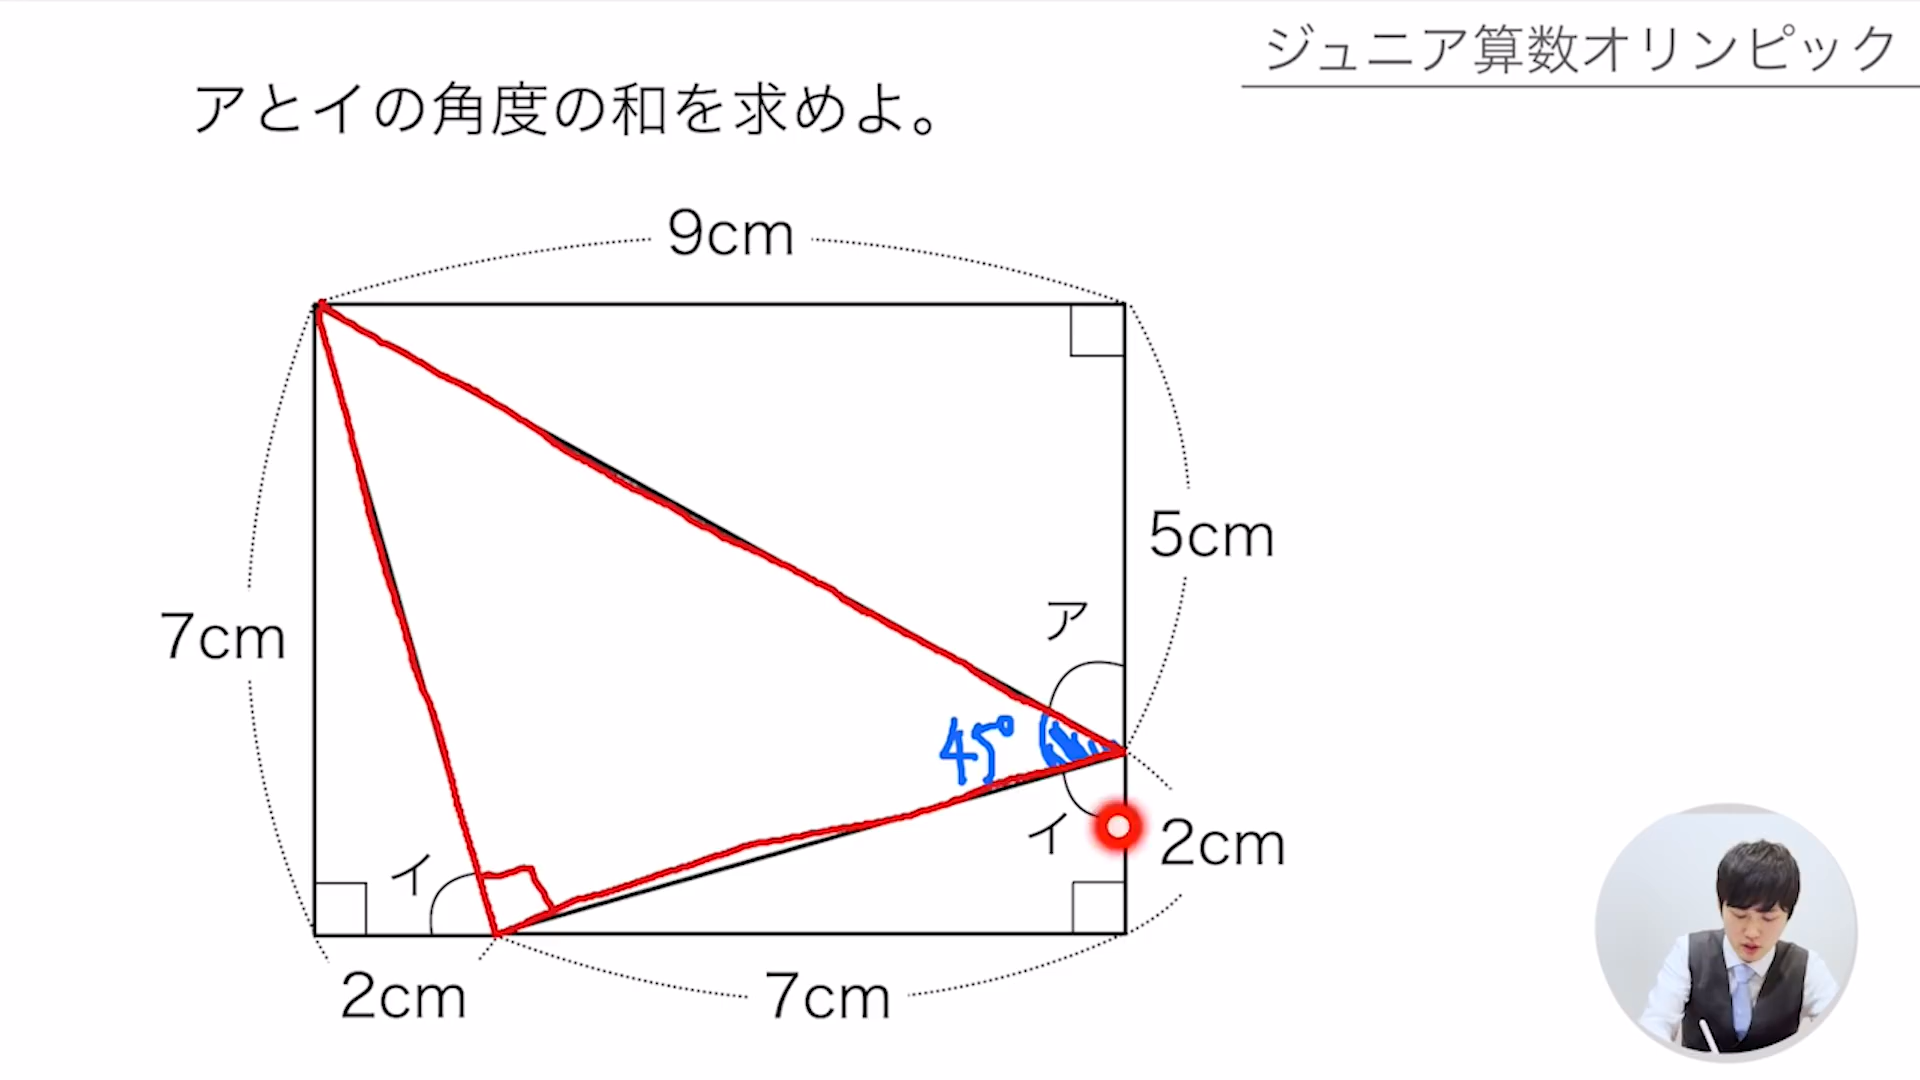 ジュニア算数オリンピック
アとイの角度の和を求めよ。
9cm
5cm
ア
7cm
45°
イ
2cm
イ
2cm
7cm